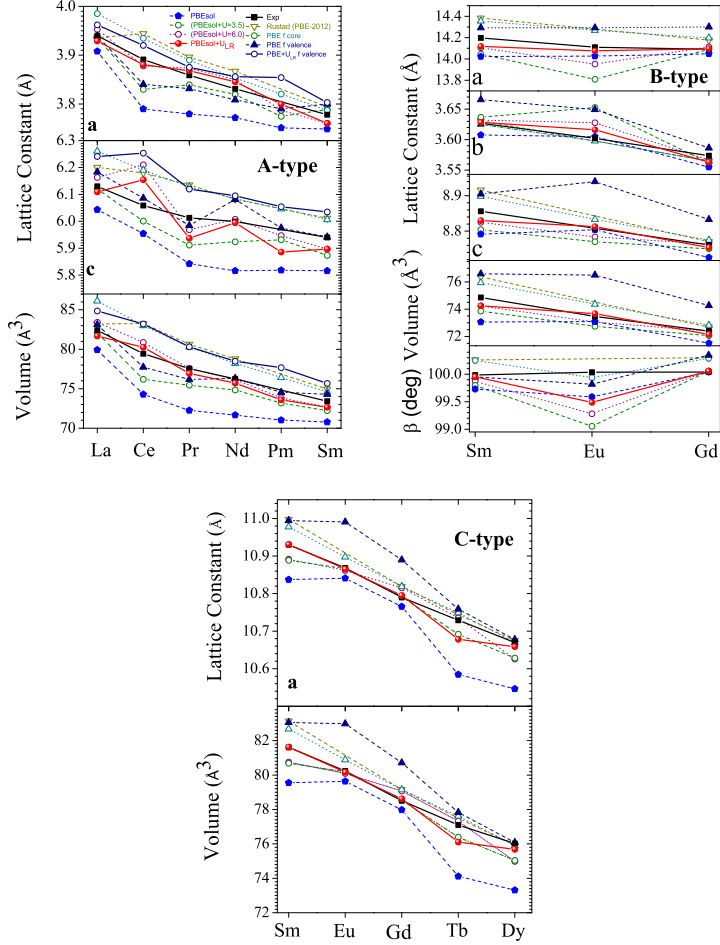 4.0
3.9
3.8
6.3
6.2
6.1
6.0
5.9
5.8
85
80
75
70
Lattice Constant (Å)
Volume (Å³)
PBEsol
(PBEsol+U=3.5)
(PBEsol+U=6.0)
PBEsol+U_LR
Exp
Rustad (PBE-2012)
PBE f core
PBE f valence
PBE+U_LR f valence
a
A-type
c
La Ce Pr Nd Pm Sm
14.4
14.2
14.0
13.8
3.65
3.60
3.55
8.9
8.8
76
74
72
100.0
99.5
99.0
Lattice Constant (Å)
Volume (Å³)
β (deg)
a
B-type
b
c
Sm Eu Gd
11.0
10.9
10.8
10.7
10.6
82
80
78
76
74
72
Lattice Constant (Å)
Volume (Å³)
C-type
a
Sm Eu Gd Tb Dy